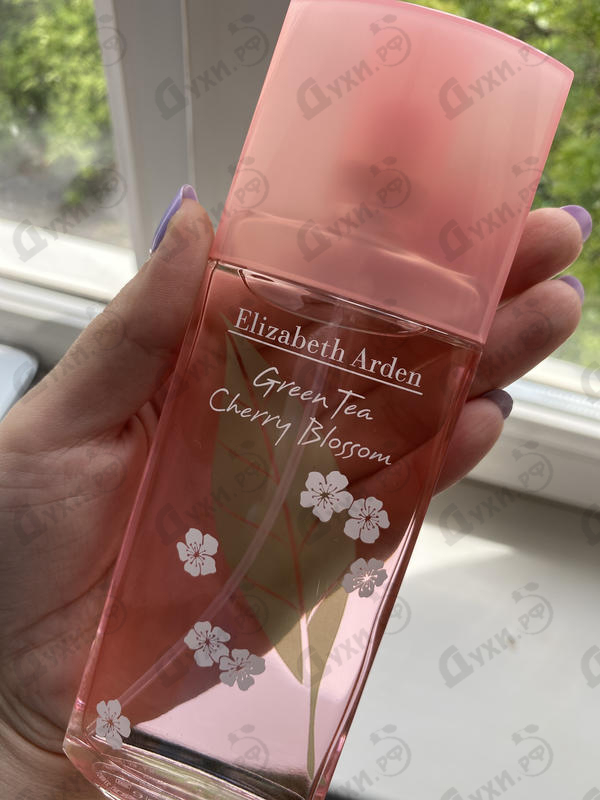 Elizabeth Arden
Green Tea
Cherry Blossom
Духи.РФ